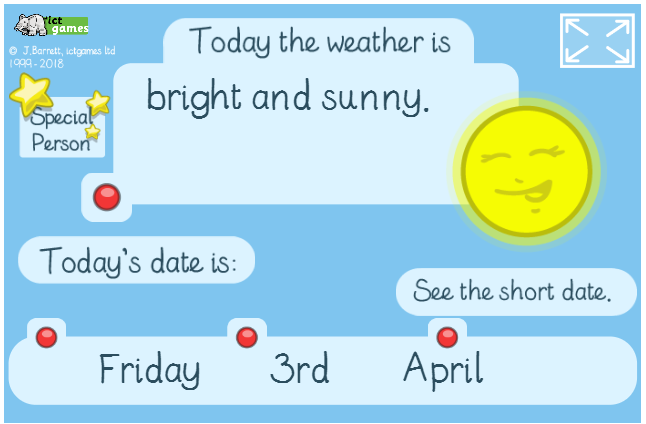 ict
games
© J.Barrett, ictgames ltd
1999 - 2018
Today the weather is
bright and sunny.
Special
Person
Today's date is:
See the short date.
Friday 3rd April